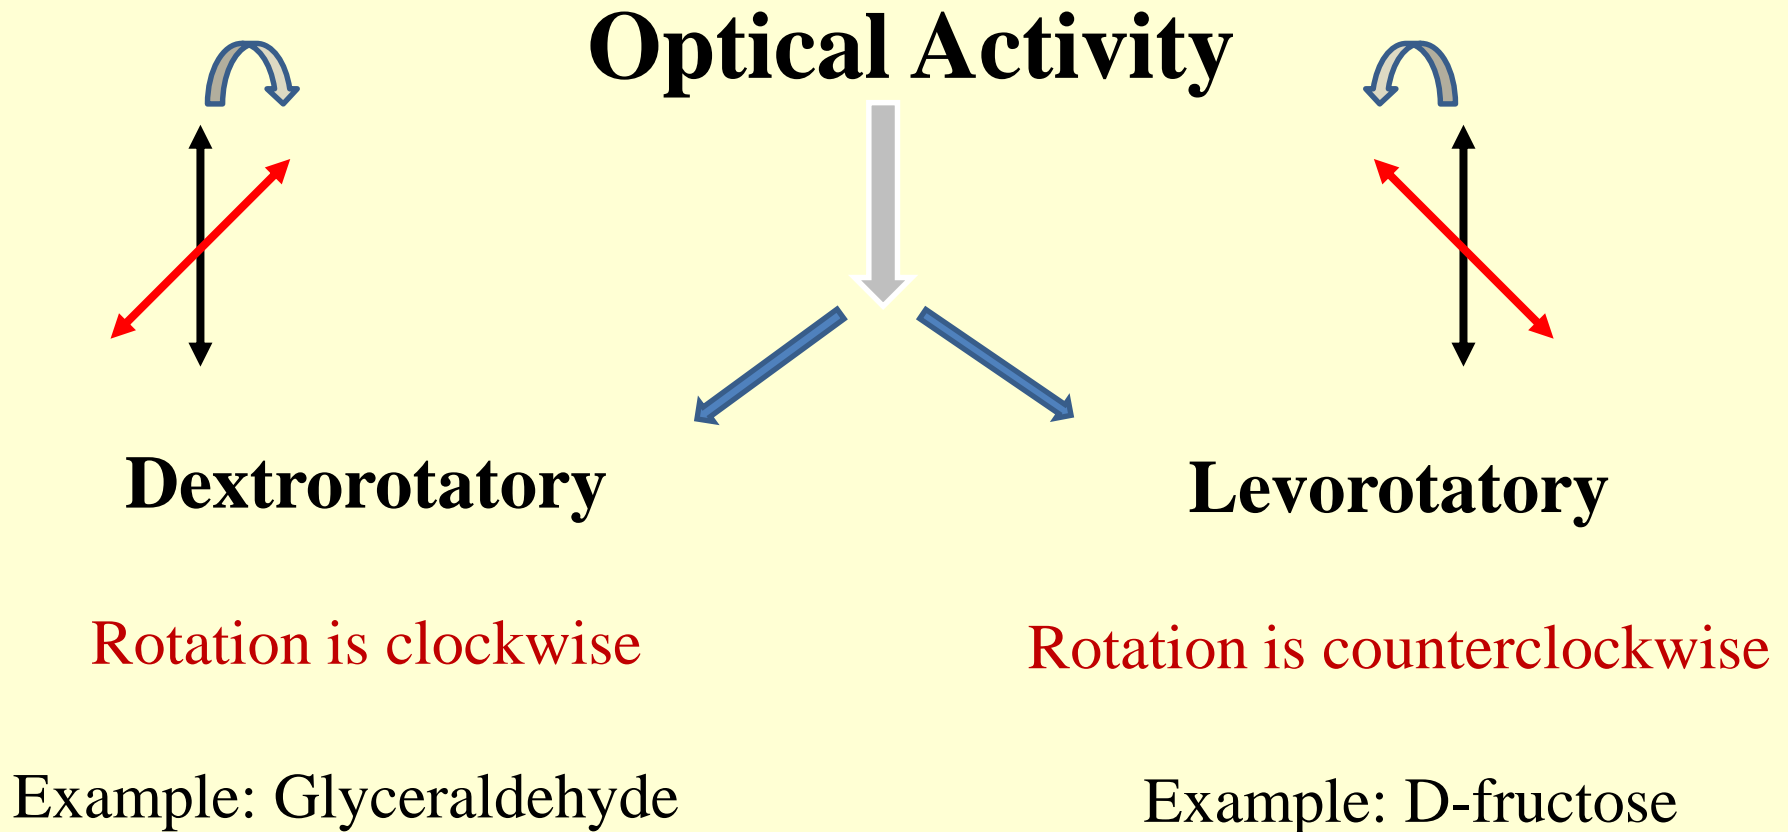 Optical Activity
Dextrorotatory
Levorotatory
Rotation is clockwise
Rotation is counterclockwise
Example: Glyceraldehyde
Example: D-fructose